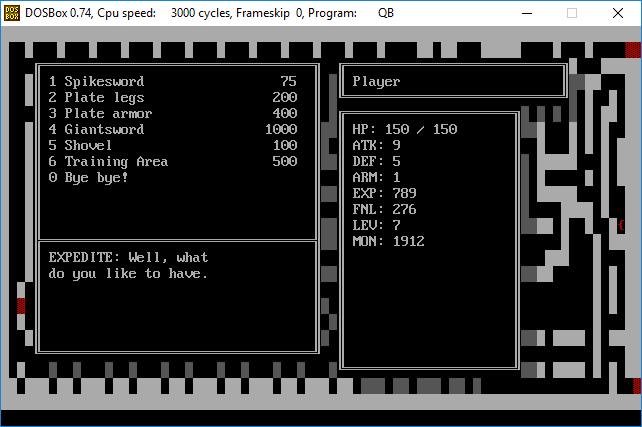 DOSBox 0.74, Cpu speed: 3000 cycles, Frameskip 0, Program: QB
1 Spikesword 75
2 Plate legs 200
3 Plate armor 400
4 Giantsword 1000
5 Shovel 100
6 Training Area 500
0 Bye bye!
EXPEDITE: Well, what
do you like to have.
Player
HP: 150 / 150
ATK: 9
DEF: 5
ARM: 1
EXP: 789
FNL: 276
LEV: 7
MON: 1912